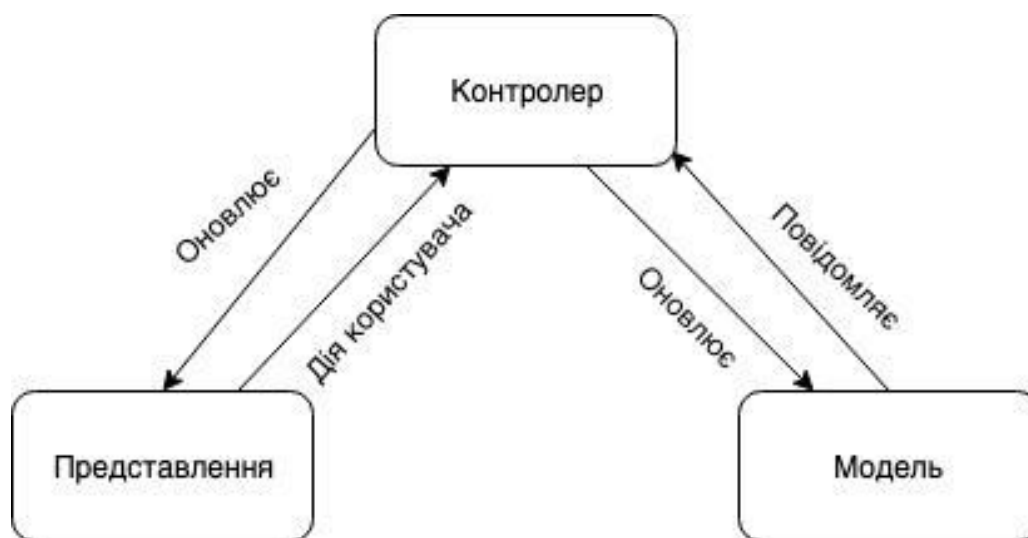 Контролер
Оновлює
Дія користувача
Оновлює
Повідомляє
Представлення
Модель